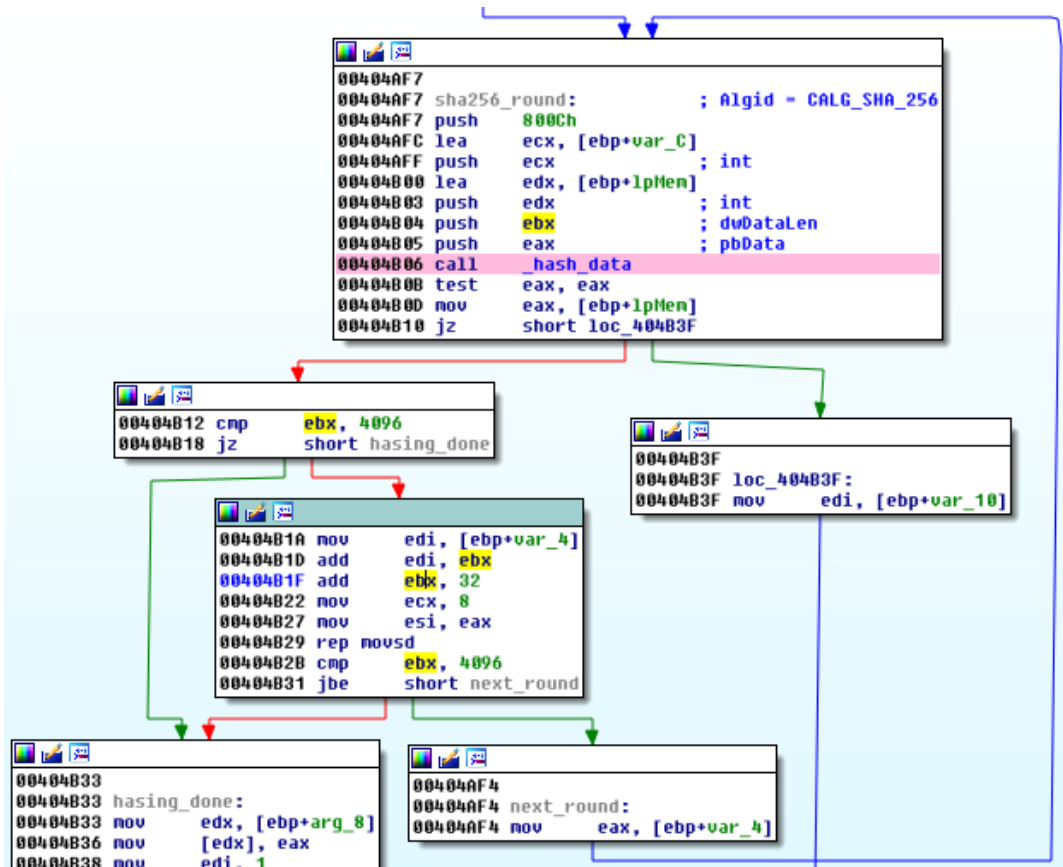 00404AF7
00404AF7 sha256_round: ; Algid = CALG_SHA_256
00404AF7 push 800Ch
00404AFC lea ecx, [ebp+var_C]
00404AFF push ecx ; int
00404B00 lea edx, [ebp+lpMem]
00404B03 push edx ; int
00404B04 push ebx ; dwDataLen
00404B05 push eax ; pbData
00404B06 call _hash_data
00404B0B test eax, eax
00404B0D mov eax, [ebp+lpMem]
00404B10 jz short loc_404B3F
00404B12 cmp ebx, 4096
00404B18 jz short hasing_done
00404B3F
00404B3F loc_404B3F:
00404B3F mov edi, [ebp+var_10]
00404B1A mov edi, [ebp+var_4]
00404B1D add edi, ebx
00404B1F add ebx, 32
00404B22 mov ecx, 8
00404B27 mov esi, eax
00404B29 rep movsd
00404B2B cmp ebx, 4096
00404B31 jbe short next_round
00404B33
00404B33 hasing_done:
00404B33 mov edx, [ebp+arg_8]
00404B36 mov [edx], eax
00404B38 mov edi, 1
00404AF4
00404AF4 next_round:
00404AF4 mov eax, [ebp+var_4]